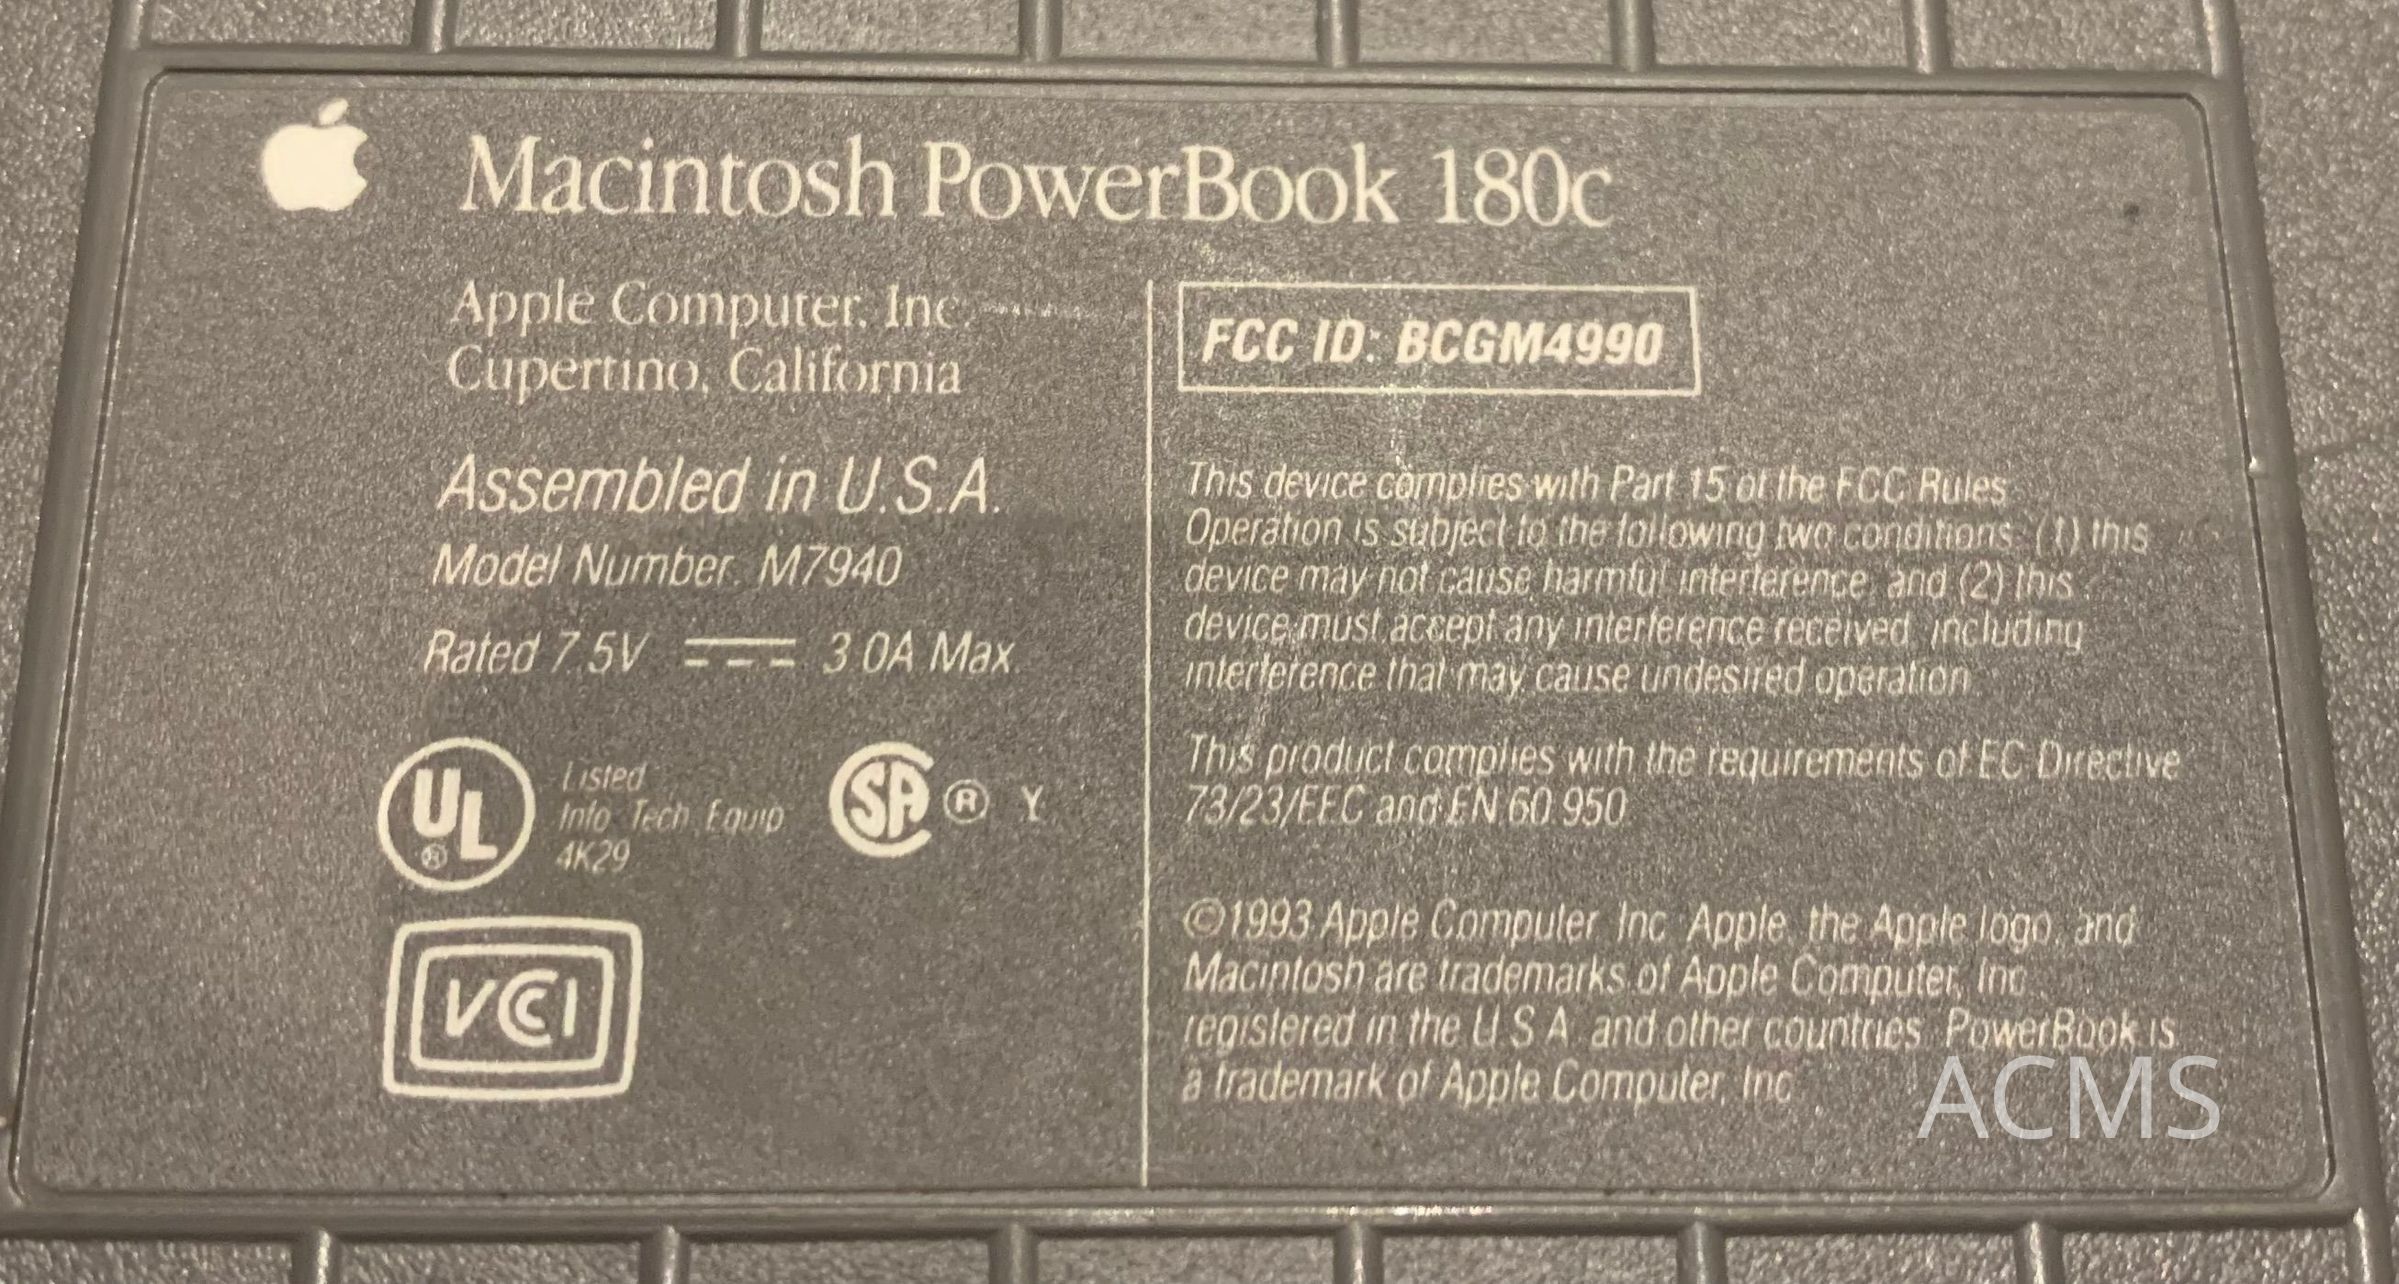 Macintosh PowerBook 180c
Apple Computer, Inc.
Cupertino, California
Assembled in U.S.A.
Model Number: M7940
Rated 7.5V 3.0A Max
UL
®
Listed
Info. Tech. Equip.
4K29
SA ® Y
VCCI
FCC ID: BCGM4990
This device complies with Part 15 of the FCC Rules.
Operation is subject to the following two conditions: (1) this
device may not cause harmful interference, and (2) this
device must accept any interference received, including
interference that may cause undesired operation.
This product complies with the requirements of EC Directive
73/23/EEC and EN 60 950
©1993 Apple Computer, Inc. Apple, the Apple logo, and
Macintosh are trademarks of Apple Computer, Inc.,
registered in the U.S.A. and other countries. PowerBook is
a trademark of Apple Computer, Inc.
ACMS